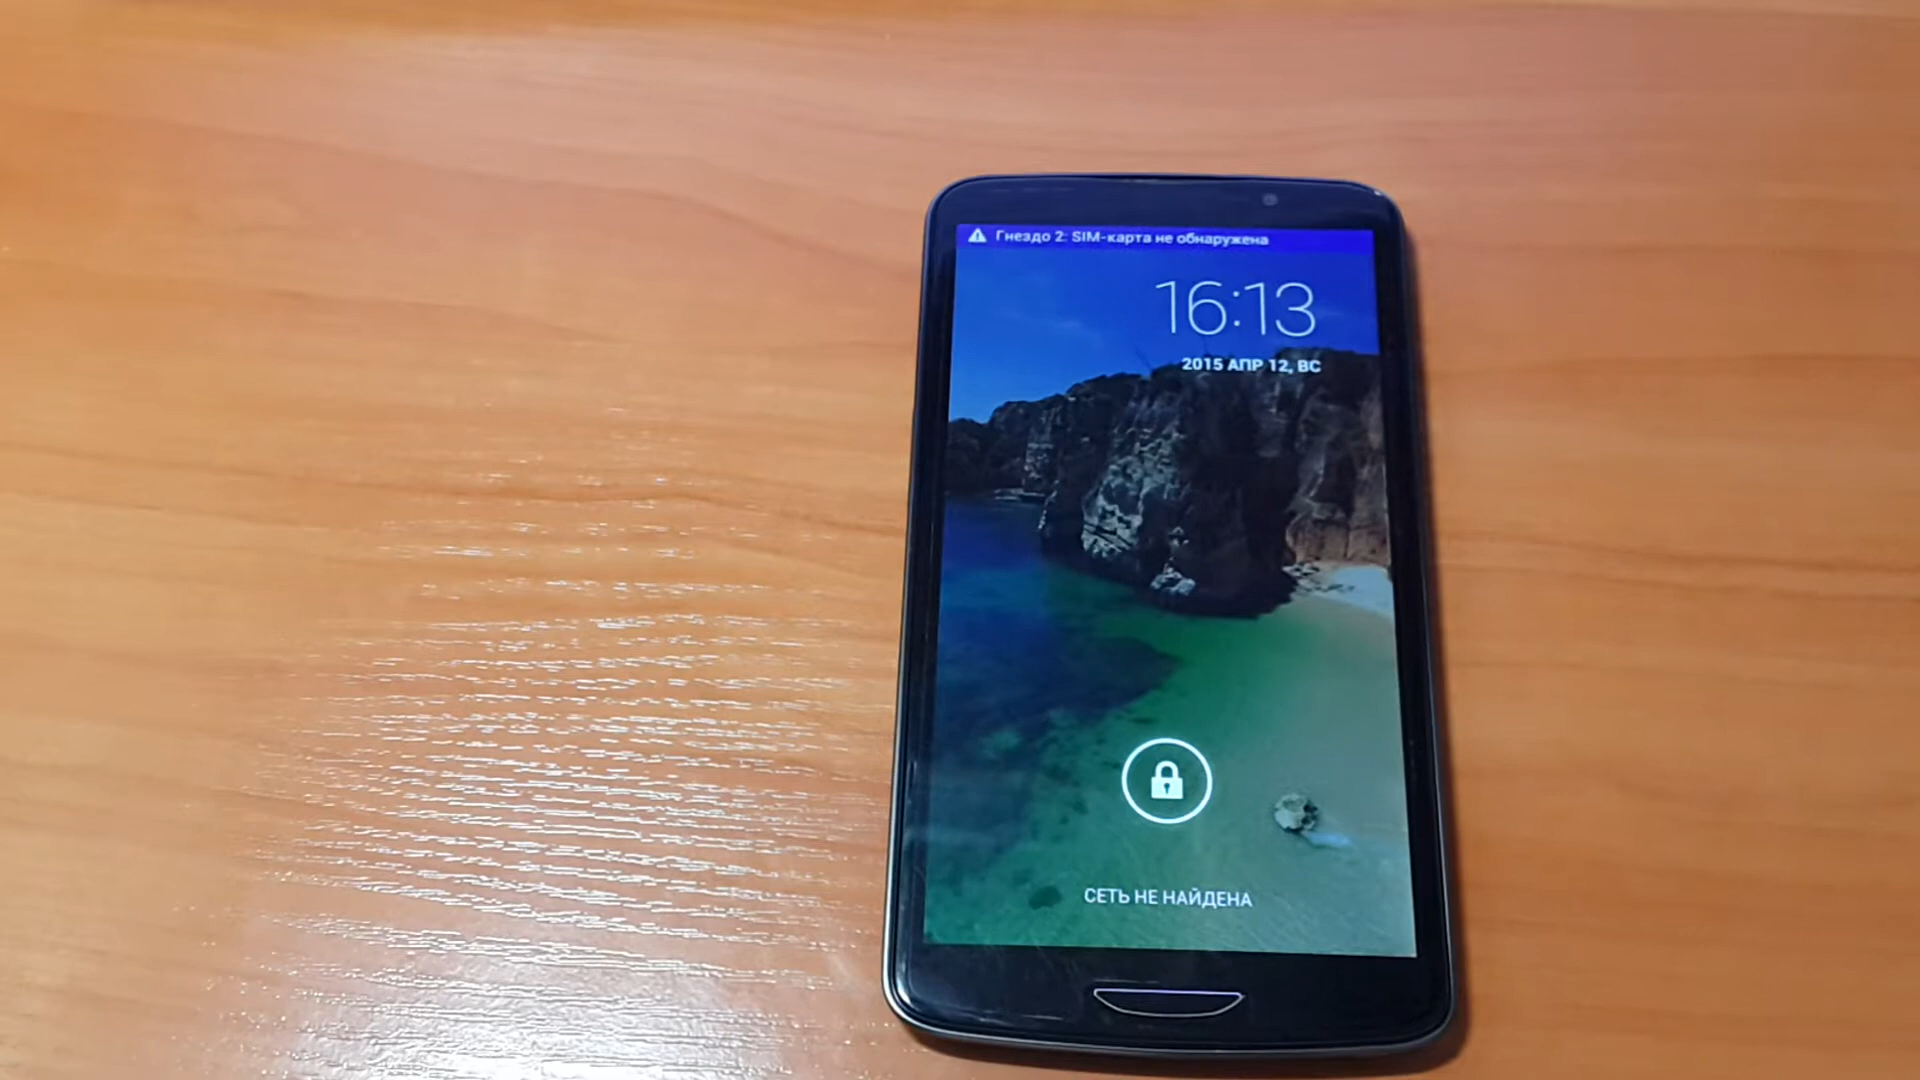 Гнездо 2: SIM-карта не обнаружена
16:13
2015 АПР 12, ВС
СЕТЬ НЕ НАЙДЕНА